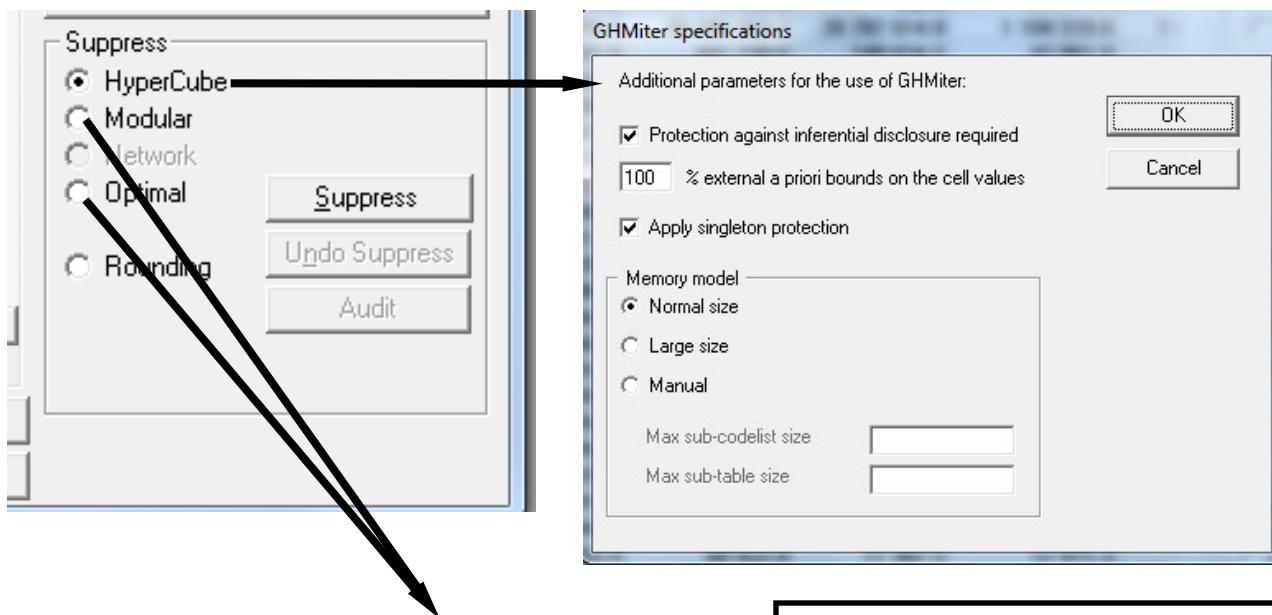 Suppress
HyperCube
Modular
Network
Optimal
Suppress
Undo Suppress
Rounding
Audit
GHMiter specifications
Additional parameters for the use of GHMiter:
OK
Protection against inferential disclosure required
100 % external a priori bounds on the cell values
Cancel
Apply singleton protection
Memory model
Normal size
Large size
Manual
Max sub-codelist size
Max sub-table size